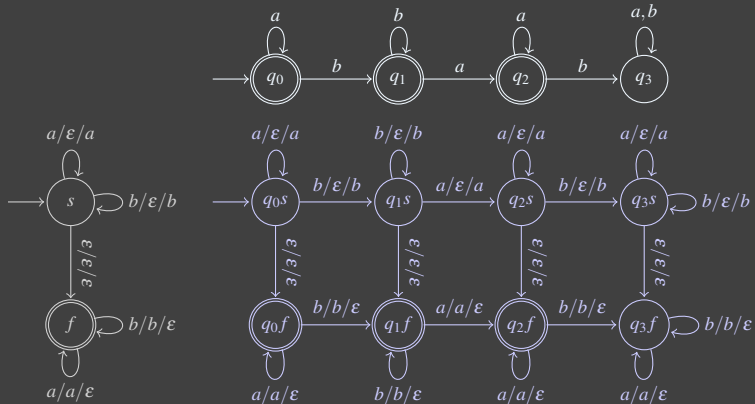 a b a a,b
q0 b q1 a q2 b q3
a/ε/a a/ε/a b/ε/b a/ε/a a/ε/a
s b/ε/b q0s b/ε/b q1s a/ε/a q2s b/ε/b q3s b/ε/b
ε/ε/ε ε/ε/ε ε/ε/ε ε/ε/ε ε/ε/ε
f b/b/ε q0f b/b/ε q1f a/a/ε q2f b/b/ε q3f b/b/ε
a/a/ε a/a/ε b/b/ε a/a/ε a/a/ε